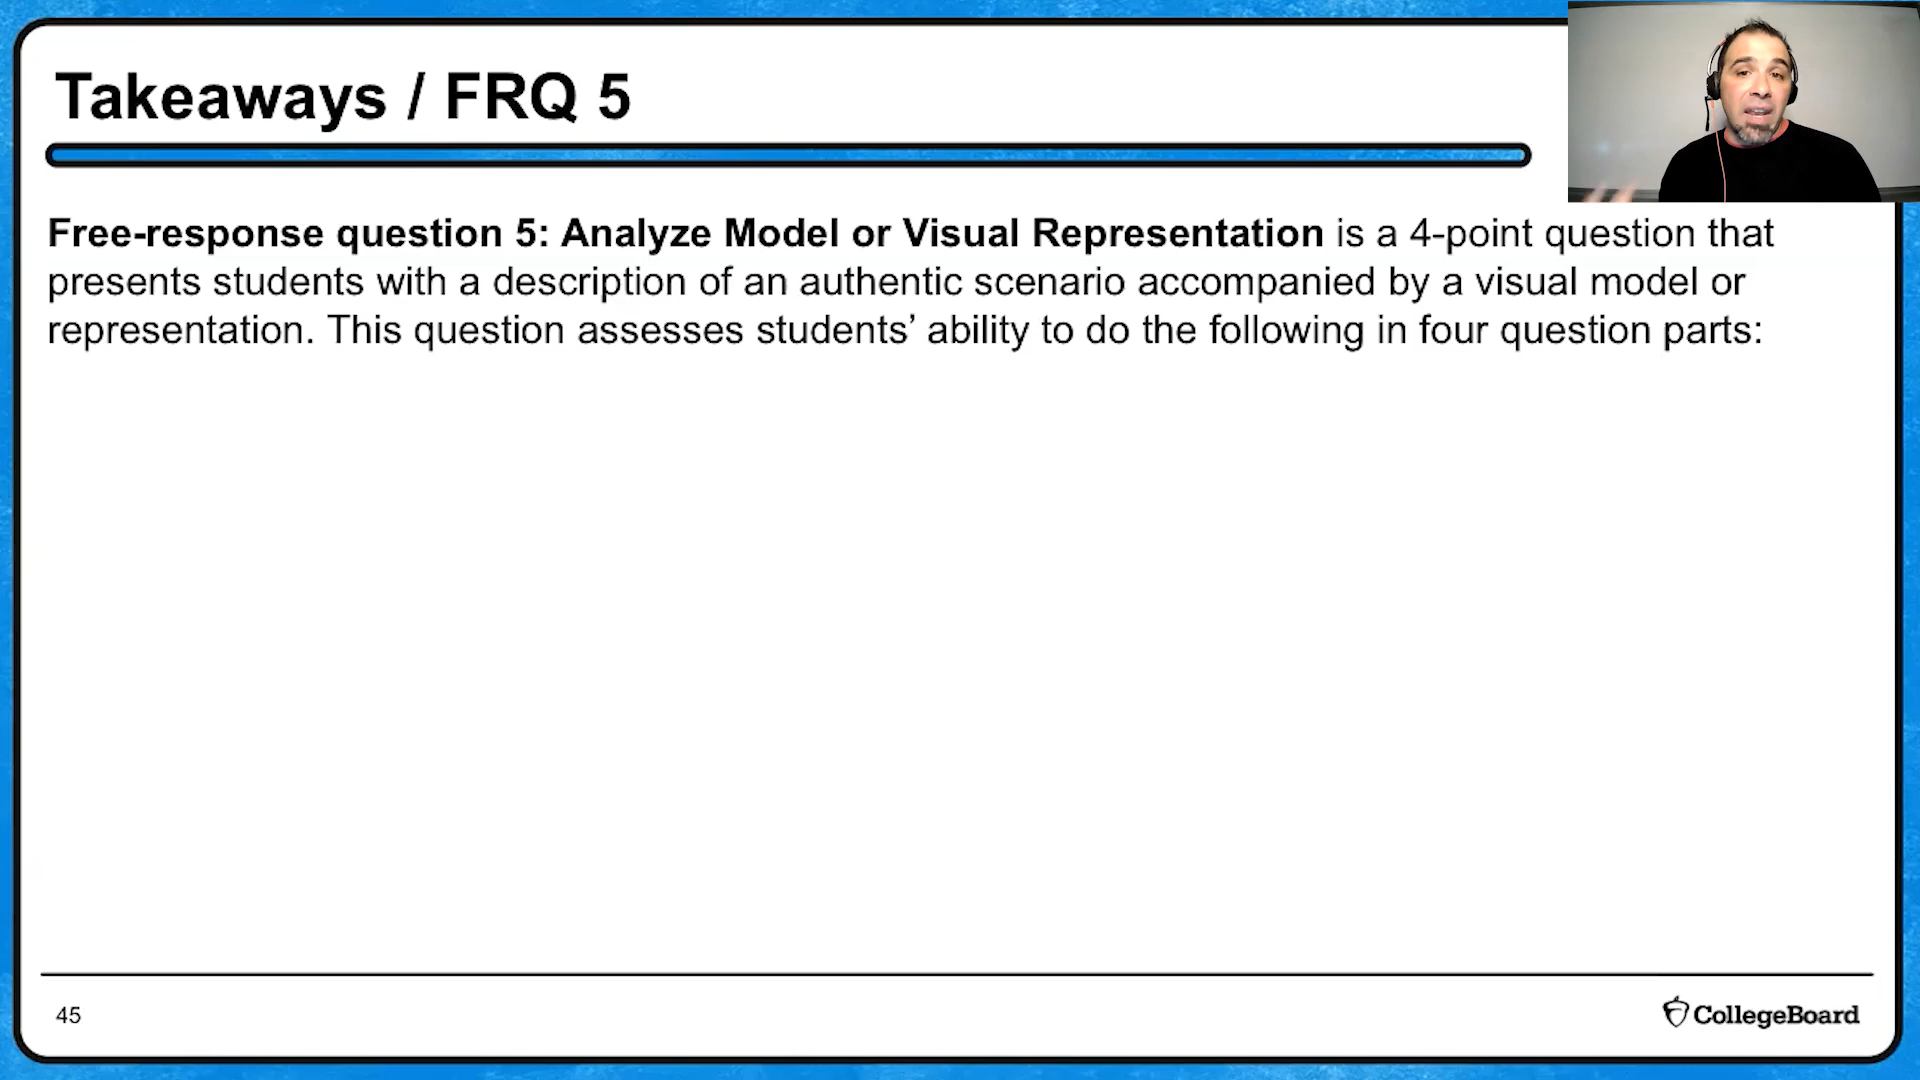 Takeaways / FRQ 5
Free-response question 5: Analyze Model or Visual Representation is a 4-point question that
presents students with a description of an authentic scenario accompanied by a visual model or
representation. This question assesses students’ ability to do the following in four question parts:
45
CollegeBoard